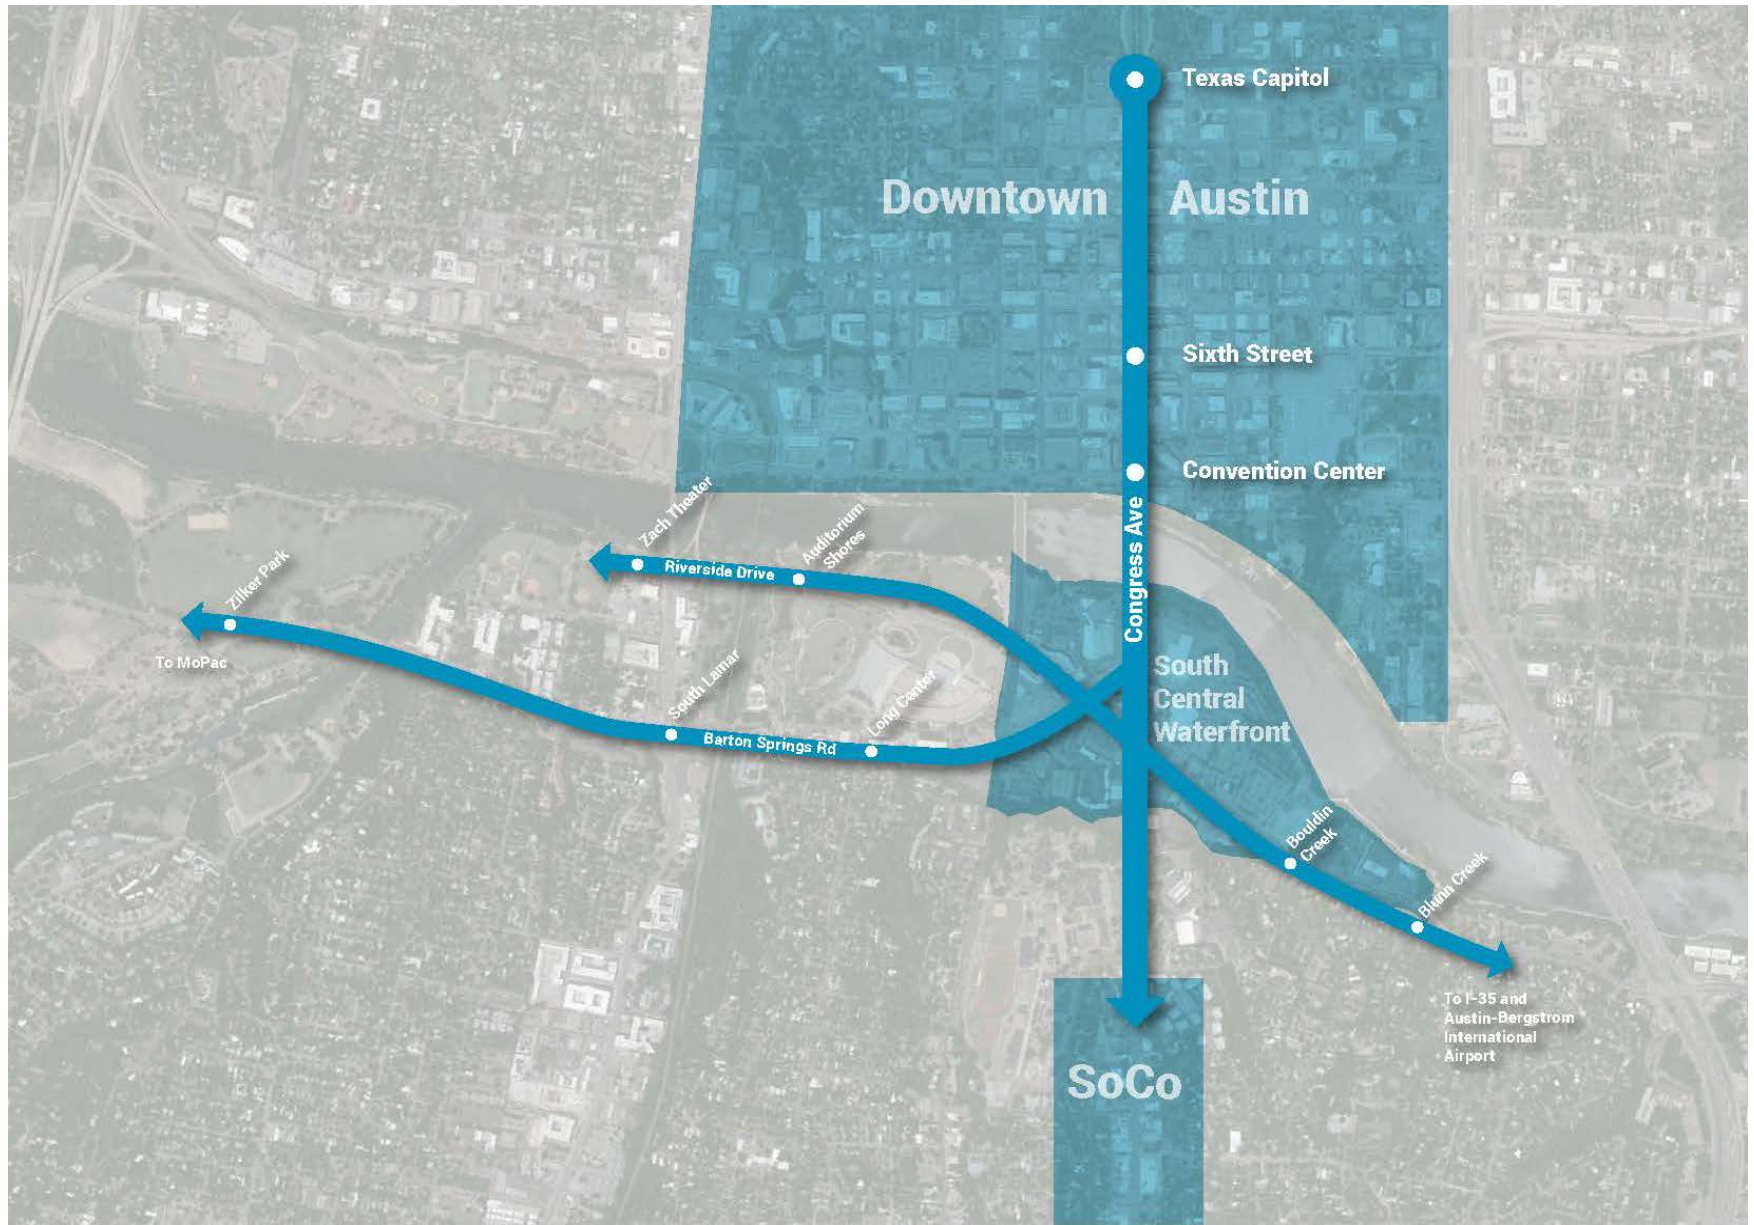 Texas Capitol
Downtown Austin
Sixth Street
Convention Center
Congress Ave
Zach Theater
Auditorium
Shores
Riverside Drive
Zilker Park
To MoPac
South Lamar
Long Center
Barton Springs Rd
South
Central
Waterfront
Bouldin
Creek
Blunn Creek
To I-35 and
Austin-Bergstrom
International
Airport
SoCo